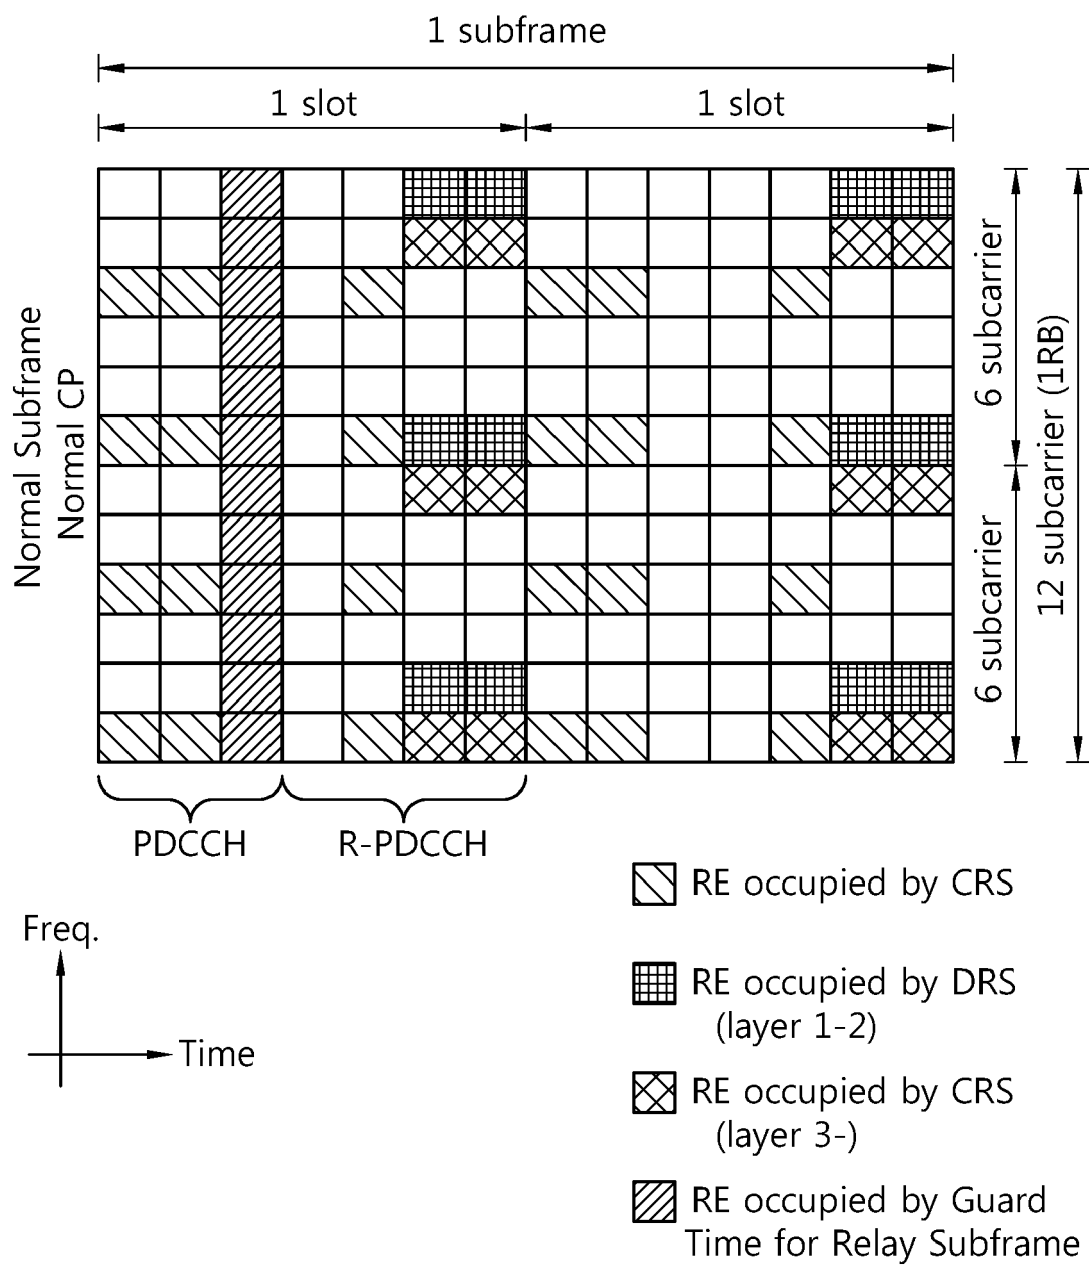 1 subframe
1 slot
1 slot
Normal Subframe
Normal CP
6 subcarrier
6 subcarrier
12 subcarrier (1RB)
PDCCH
R-PDCCH
RE occupied by CRS
RE occupied by DRS
(layer 1-2)
RE occupied by CRS
(layer 3-)
RE occupied by Guard
Time for Relay Subframe
Freq.
Time